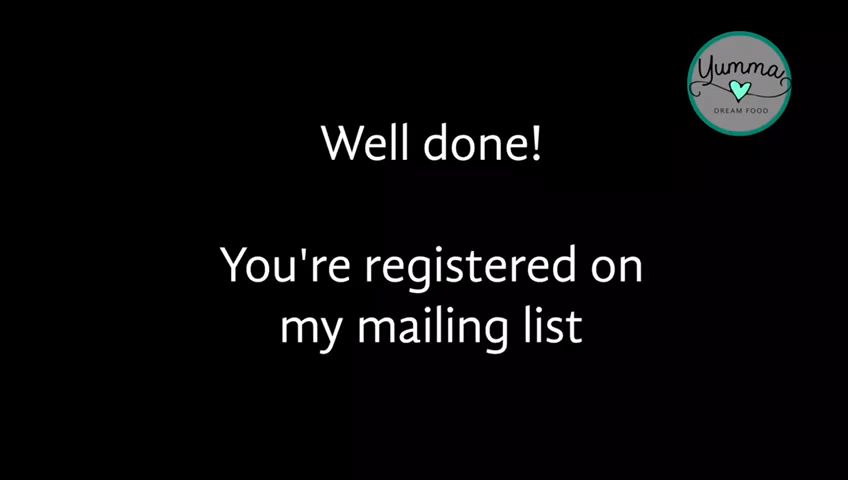 Yumma
DREAM FOOD
Well done!
You're registered on
my mailing list